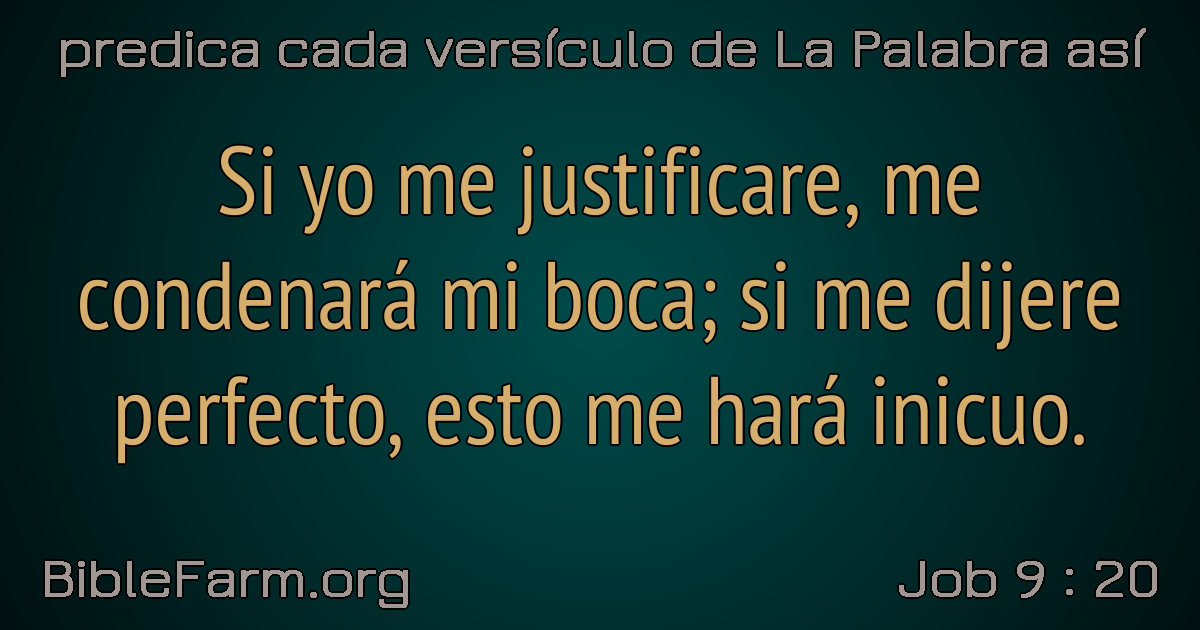 predica cada versículo de La Palabra así
Si yo me justificare, me
condenará mi boca; si me dijere
perfecto, esto me hará inicuo.
BibleFarm.org
Job 9 : 20